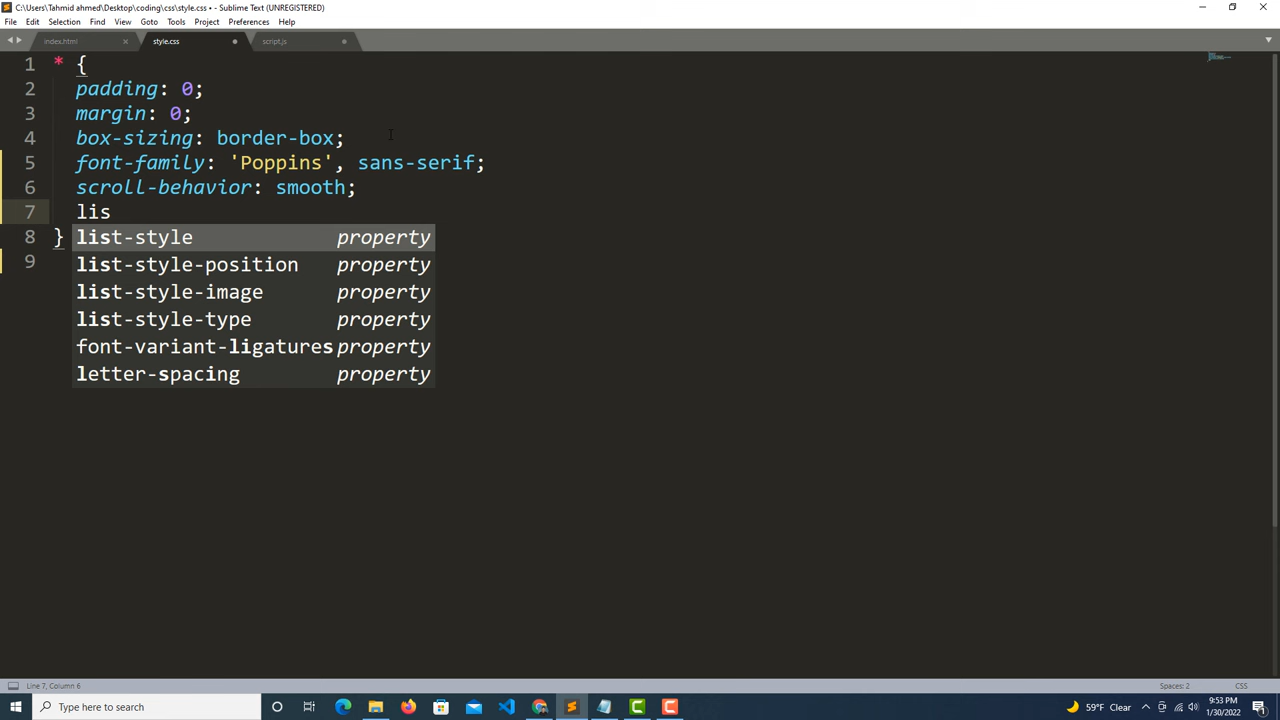 C:\Users\Tahmid ahmed\Desktop\coding\css\style.css • - Sublime Text (UNREGISTERED)
File Edit Selection Find View Goto Tools Project Preferences Help
index.html style.css script.js
1 * {
2 padding: 0;
3 margin: 0;
4 box-sizing: border-box;
5 font-family: 'Poppins', sans-serif;
6 scroll-behavior: smooth;
7 lis
8 } list-style property
9 list-style-position property
list-style-image property
list-style-type property
font-variant-ligatures property
letter-spacing property
Line 7, Column 6 Spaces: 2 CSS
Type here to search 59°F Clear 9:53 PM
1/30/2022
1